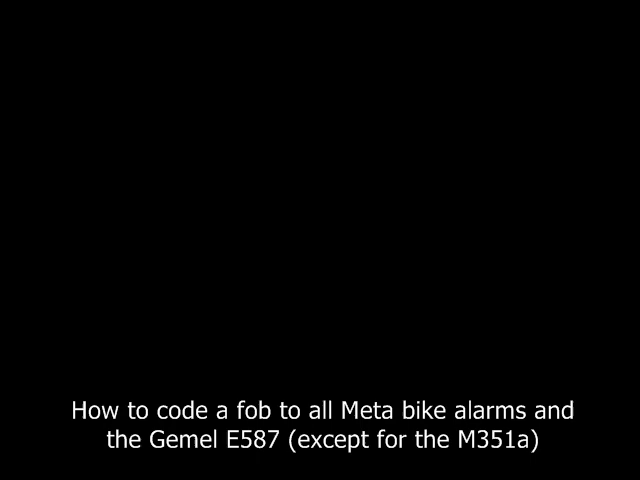 How to code a fob to all Meta bike alarms and
the Gemel E587 (except for the M351a)